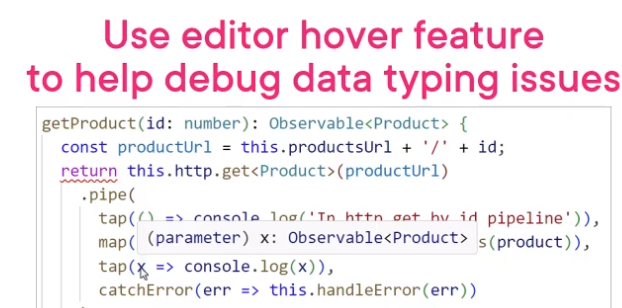 Use editor hover feature
to help debug data typing issues
getProduct(id: number): Observable<Product> {
const productUrl = this.productsUrl + '/' + id;
return this.http.get<Product>(productUrl)
.pipe(
tap(() => console.log('In http.get by id pipeline')),
map(
(parameter) x: Observable<Product>
s(product)),
tap(x => console.log(x)),
catchError(err => this.handleError(err))